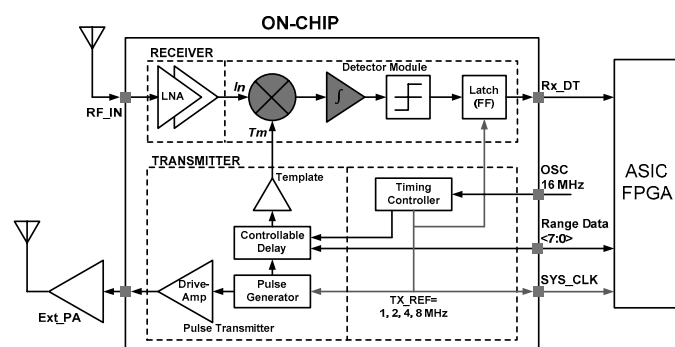 ON-CHIP
RECEIVER
Detector Module
LNA
In
Tm
∫
Latch
(FF)
Rx_DT
RF_IN
TRANSMITTER
Template
Timing
Controller
OSC
16 MHz
ASIC
FPGA
Controllable
Delay
Range Data
<7:0>
Drive-
Amp
Pulse
Generator
SYS_CLK
TX_REF=
1, 2, 4, 8 MHz
Ext_PA
Pulse Transmitter